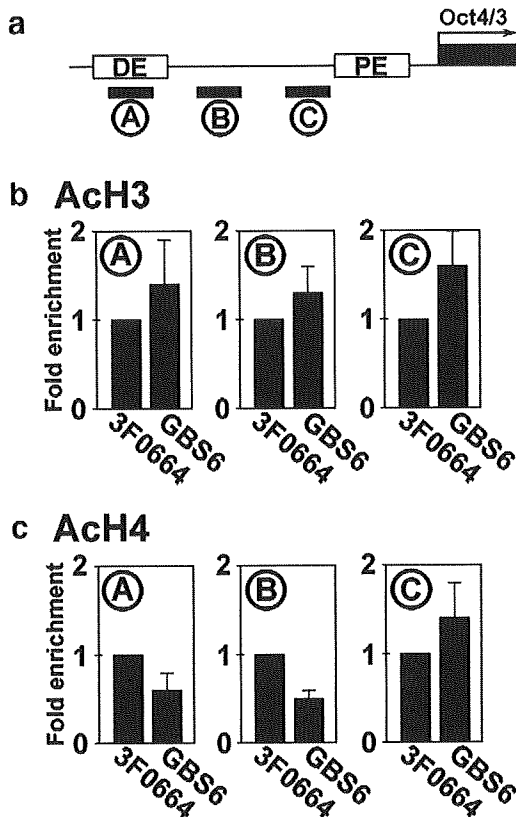 a
Oct4/3
DE PE
A B C
b AcH3
Fold enrichment
2 1 0
A
3F0664 GBS6
2 1 0
B
3F0664 GBS6
2 1 0
C
3F0664 GBS6
c AcH4
Fold enrichment
2 1 0
A
3F0664 GBS6
2 1 0
B
3F0664 GBS6
2 1 0
C
3F0664 GBS6